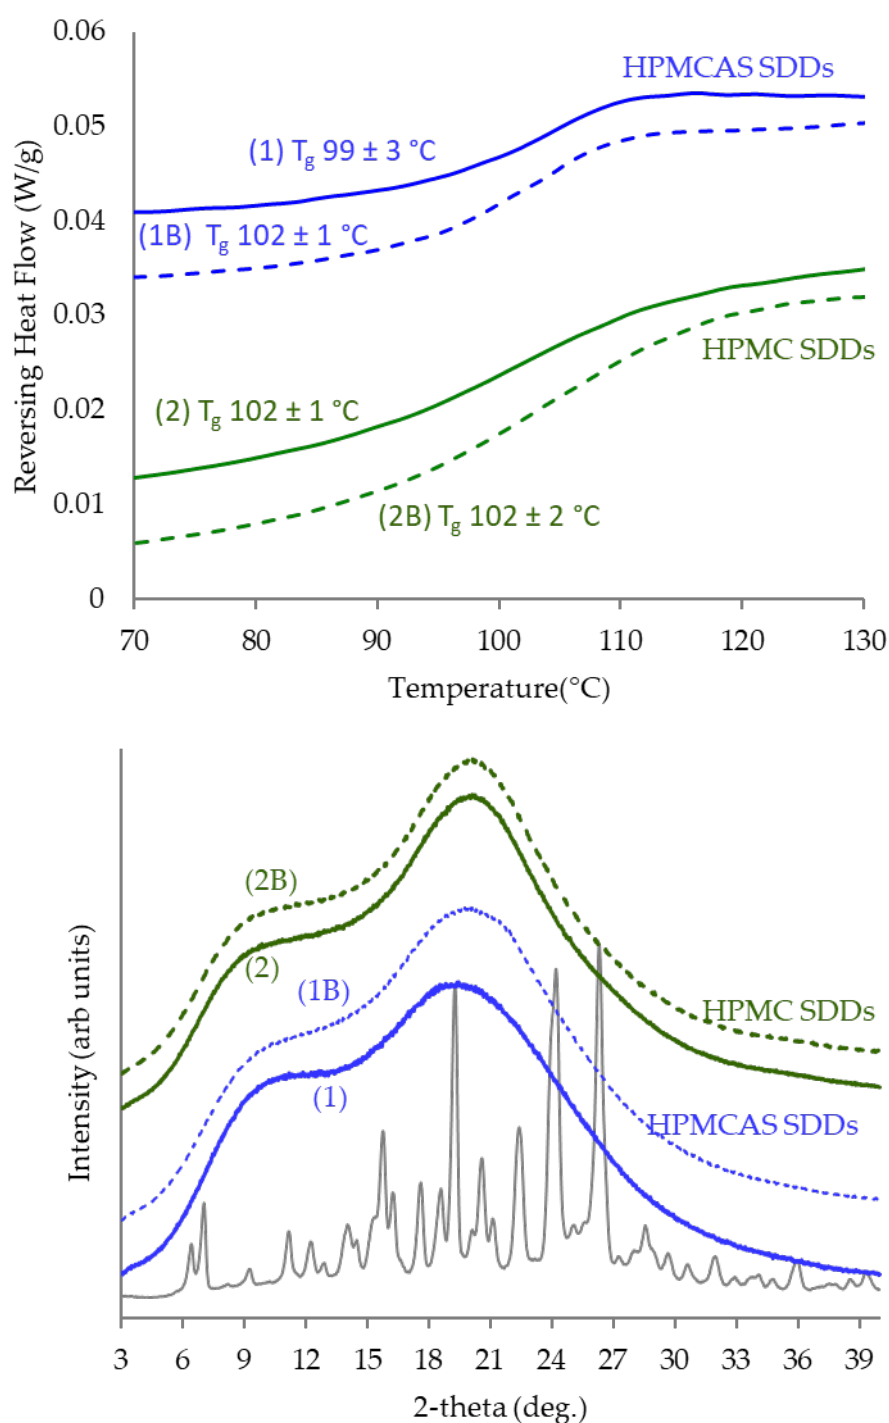 0.06
HPMCAS SDDs
0.05
(1) Tg 99 ± 3 °C
0.04
(1B) Tg 102 ± 1 °C
0.03
HPMC SDDs
0.02
(2) Tg 102 ± 1 °C
0.01
(2B) Tg 102 ± 2 °C
0
Reversing Heat Flow (W/g)
70 80 90 100 110 120 130
Temperature(°C)
(2B)
(2)
(1B)
HPMC SDDs
(1)
HPMCAS SDDs
Intensity (arb units)
3 6 9 12 15 18 21 24 27 30 33 36 39
2-theta (deg.)